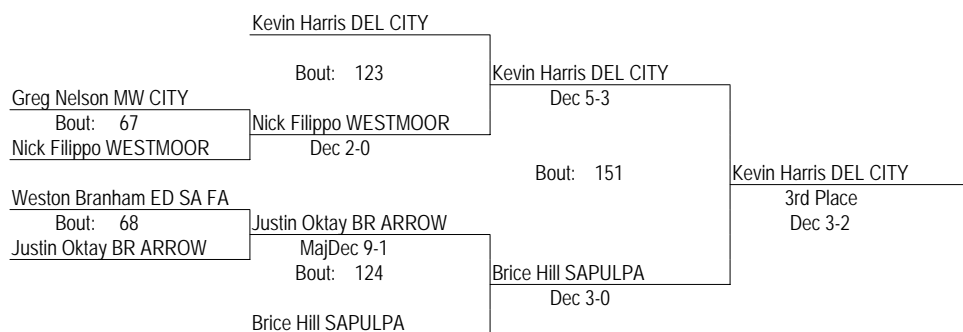 Kevin Harris DEL CITY
Bout: 123
Kevin Harris DEL CITY
Dec 5-3
Greg Nelson MW CITY
Bout: 67
Nick Filippo WESTMOOR
Nick Filippo WESTMOOR
Dec 2-0
Bout: 151
Kevin Harris DEL CITY
3rd Place
Dec 3-2
Weston Branham ED SA FA
Bout: 68
Justin Oktay BR ARROW
Justin Oktay BR ARROW
MajDec 9-1
Bout: 124
Brice Hill SAPULPA
Dec 3-0
Brice Hill SAPULPA